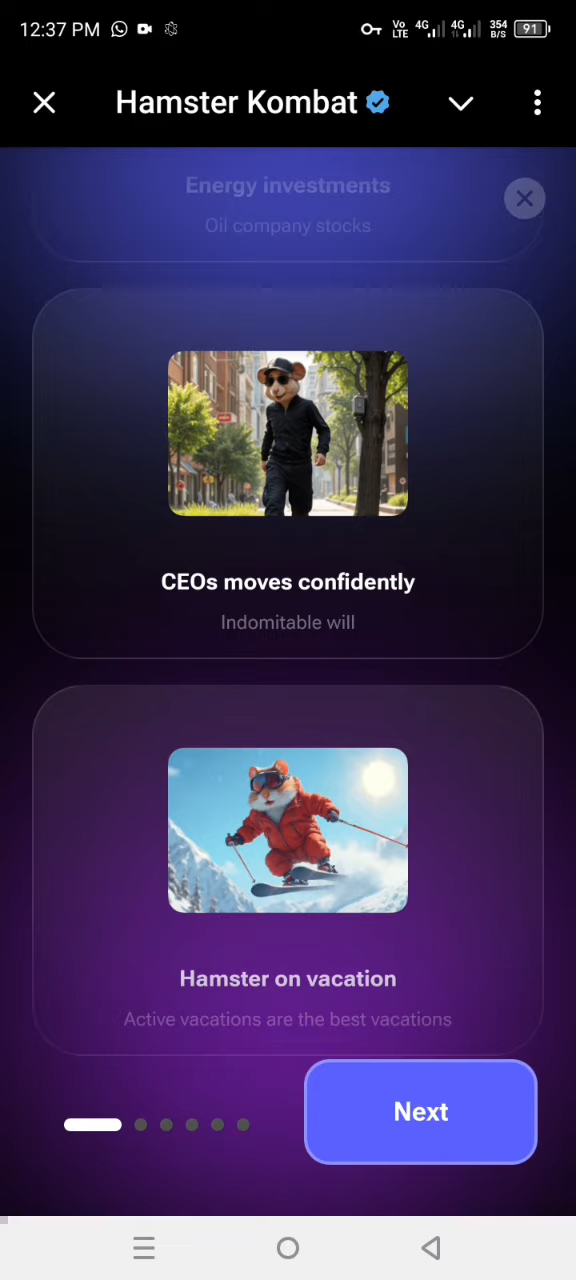 12:37 PM
Vo LTE 4G 4G 354 B/S 91
Hamster Kombat
Energy investments
Oil company stocks
CEOs moves confidently
Indomitable will
Hamster on vacation
Active vacations are the best vacations
Next